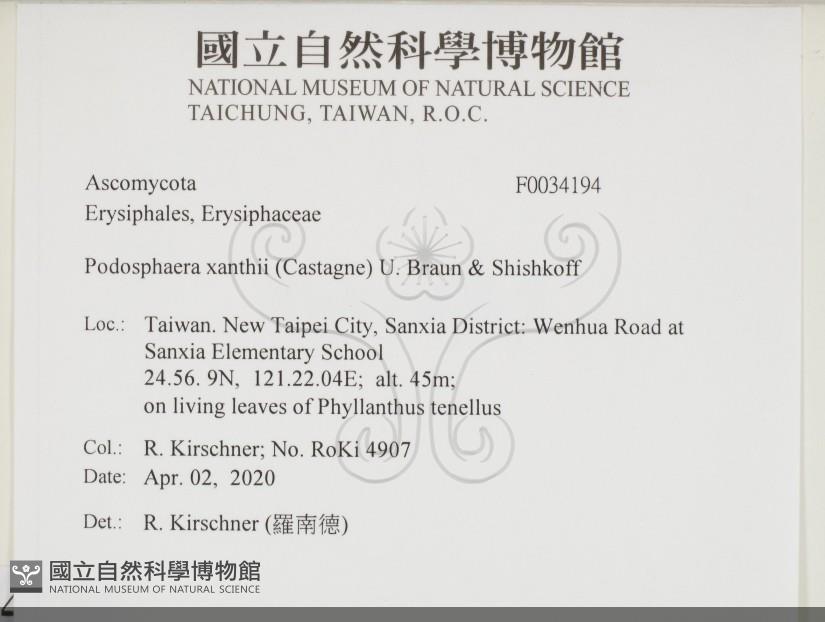 國立自然科學博物館
NATIONAL MUSEUM OF NATURAL SCIENCE
TAICHUNG, TAIWAN, R.O.C.
Ascomycota F0034194
Erysiphales, Erysiphaceae
Podosphaera xanthii (Castagne) U. Braun & Shishkoff
Loc.: Taiwan. New Taipei City, Sanxia District: Wenhua Road at
Sanxia Elementary School
24.56. 9N, 121.22.04E; alt. 45m;
on living leaves of Phyllanthus tenellus
Col.: R. Kirschner; No. RoKi 4907
Date: Apr. 02, 2020
Det.: R. Kirschner (羅南德)
國立自然科學博物館
NATIONAL MUSEUM OF NATURAL SCIENCE